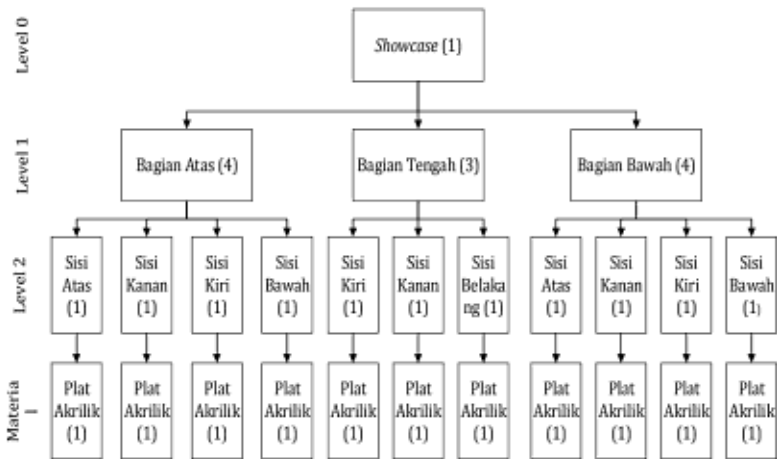 Level 0
Showcase (1)
Level 1
Bagian Atas (4)
Bagian Tengah (3)
Bagian Bawah (4)
Level 2
Sisi
Atas
(1)
Sisi
Kanan
(1)
Sisi
Kiri
(1)
Sisi
Bawah
(1)
Sisi
Kiri
(1)
Sisi
Kanan
(1)
Sisi
Belaka
ng (1)
Sisi
Atas
(1)
Sisi
Kanan
(1)
Sisi
Kiri
(1)
Sisi
Bawah
(1)
Materia
l
Plat
Akrilik
(1)
Plat
Akrilik
(1)
Plat
Akrilik
(1)
Plat
Akrilik
(1)
Plat
Akrilik
(1)
Plat
Akrilik
(1)
Plat
Akrilik
(1)
Plat
Akrilik
(1)
Plat
Akrilik
(1)
Plat
Akrilik
(1)
Plat
Akrilik
(1)